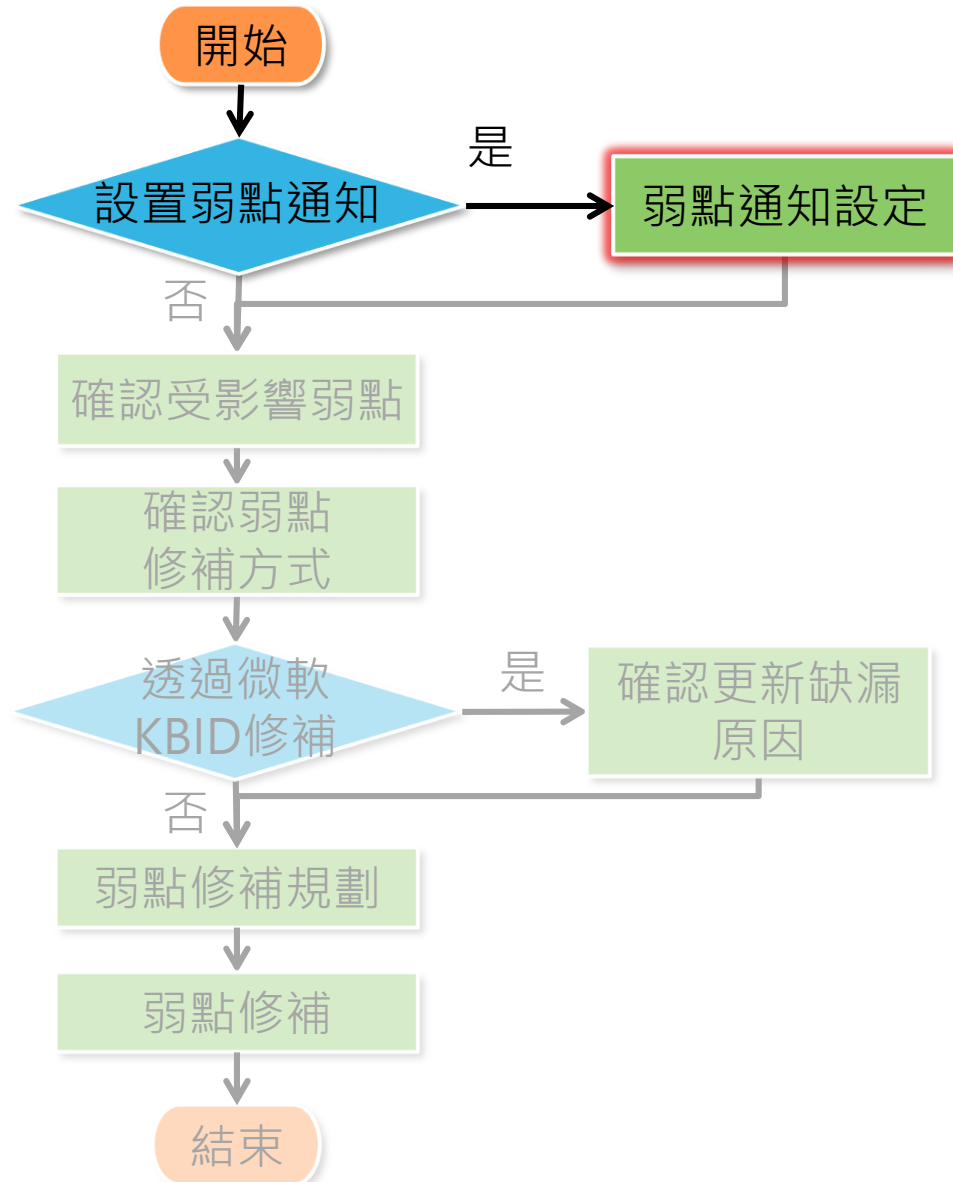 開始
設置弱點通知
是
弱點通知設定
否
確認受影響弱點
確認弱點
修補方式
透過微軟
KBID修補
是
確認更新缺漏
原因
否
弱點修補規劃
弱點修補
結束